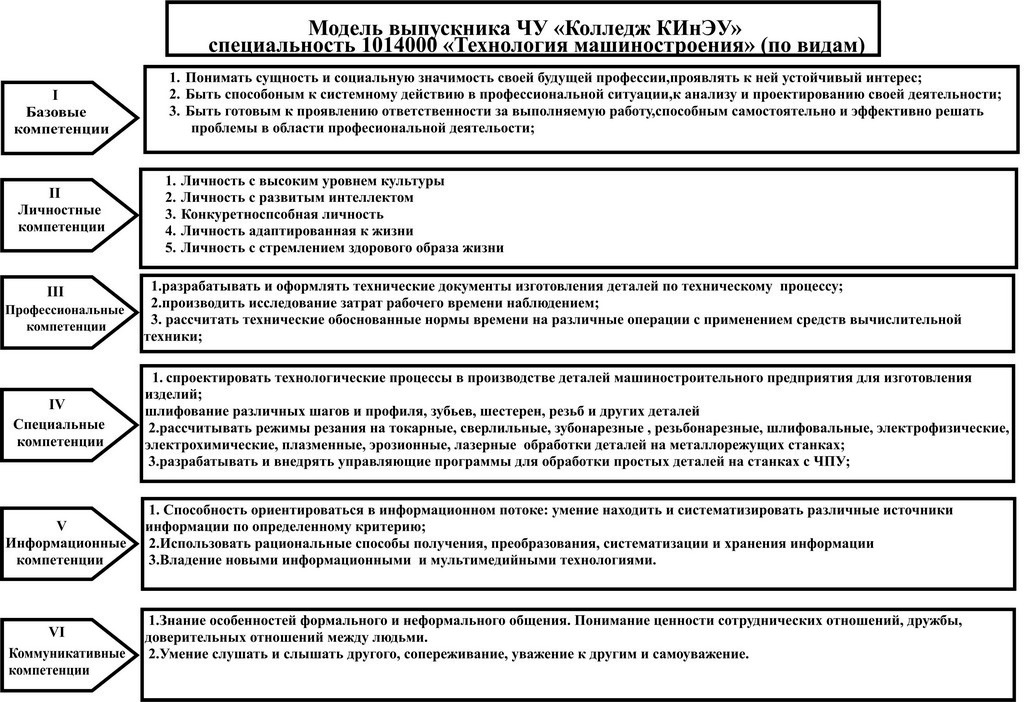 Модель выпускника ЧУ «Колледж КИнЭУ»
специальность 1014000 «Технология машиностроения» (по видам)
I
Базовые
компетенции
1. Понимать сущность и социальную значимость своей будущей профессии,проявлять к ней устойчивый интерес;
2. Быть способоным к системному действию в профессиональной ситуации,к анализу и проектированию своей деятельности;
3. Быть готовым к проявлению ответственности за выполняемую работу,способным самостоятельно и эффективно решать
проблемы в области професиональной деятелости;
II
Личностные
компетенции
1. Личность с высоким уровнем культуры
2. Личность с развитым интеллектом
3. Конкуретноспсобная личность
4. Личность адаптированная к жизни
5. Личность с стремлением здорового образа жизни
III
Профессиональные
компетенции
1.разрабатывать и оформлять технические документы изготовления деталей по техническому процессу;
2.производить исследование затрат рабочего времени наблюдением;
3. рассчитать технические обоснованные нормы времени на различные операции с применением средств вычислительной
техники;
IV
Специальные
компетенции
1. спроектировать технологические процессы в производстве деталей машиностроительного предприятия для изготовления
изделий;
шлифование различных шагов и профиля, зубьев, шестерен, резьб и других деталей
2.рассчитывать режимы резания на токарные, сверлильные, зубонарезные , резьбонарезные, шлифовальные, электрофизические,
электрохимические, плазменные, эрозионные, лазерные обработки деталей на металлорежущих станках;
3.разрабатывать и внедрять управляющие программы для обработки простых деталей на станках с ЧПУ;
V
Информационные
компетенции
1. Способность ориентироваться в информационном потоке: умение находить и систематизировать различные источники
информации по определенному критерию;
2.Использовать рациональные способы получения, преобразования, систематизации и хранения информации
3.Владение новыми информационными и мультимедийными технологиями.
VI
Коммуникативные
компетенции
1.Знание особенностей формального и неформального общения. Понимание ценности сотруднических отношений, дружбы,
доверительных отношений между людьми.
2.Умение слушать и слышать другого, сопереживание, уважение к другим и самоуважение.